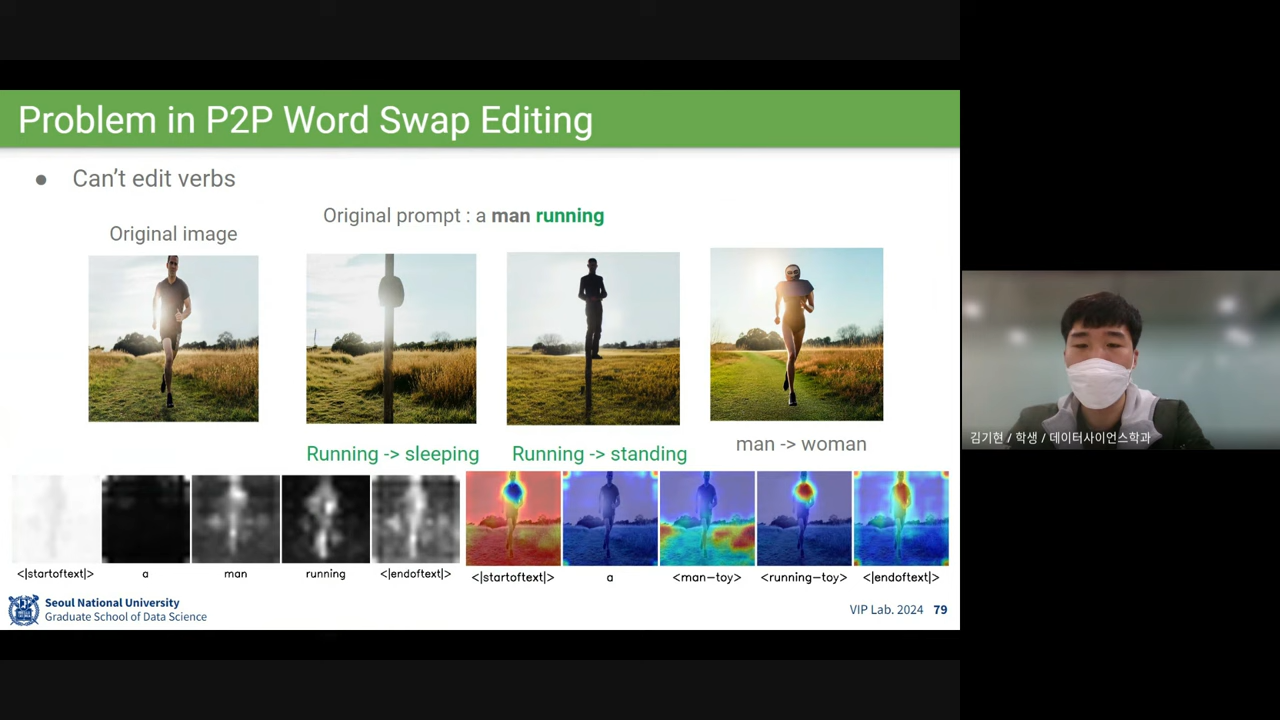 Problem in P2P Word Swap Editing
● Can't edit verbs
Original prompt : a man running
Original image
Running -> sleeping
Running -> standing
man -> woman
<|startoftext|>
a
man
running
<|endoftext|>
<|startoftext|>
a
<man-toy>
<running-toy>
<|endoftext|>
Seoul National University
Graduate School of Data Science
VIP Lab. 2024 79
김기현 / 학생 / 데이터사이언스학과